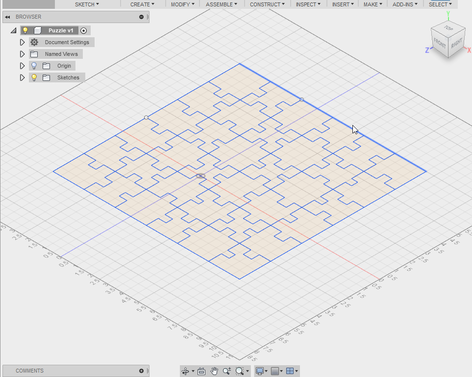 SKETCH CREATE MODIFY ASSEMBLE CONSTRUCT INSPECT INSERT MAKE ADD-INS SELECT
BROWSER
Puzzle v1
Document Settings
Named Views
Origin
Sketches
TOP
FRONT
RIGHT
Y
Z
X
COMMENTS